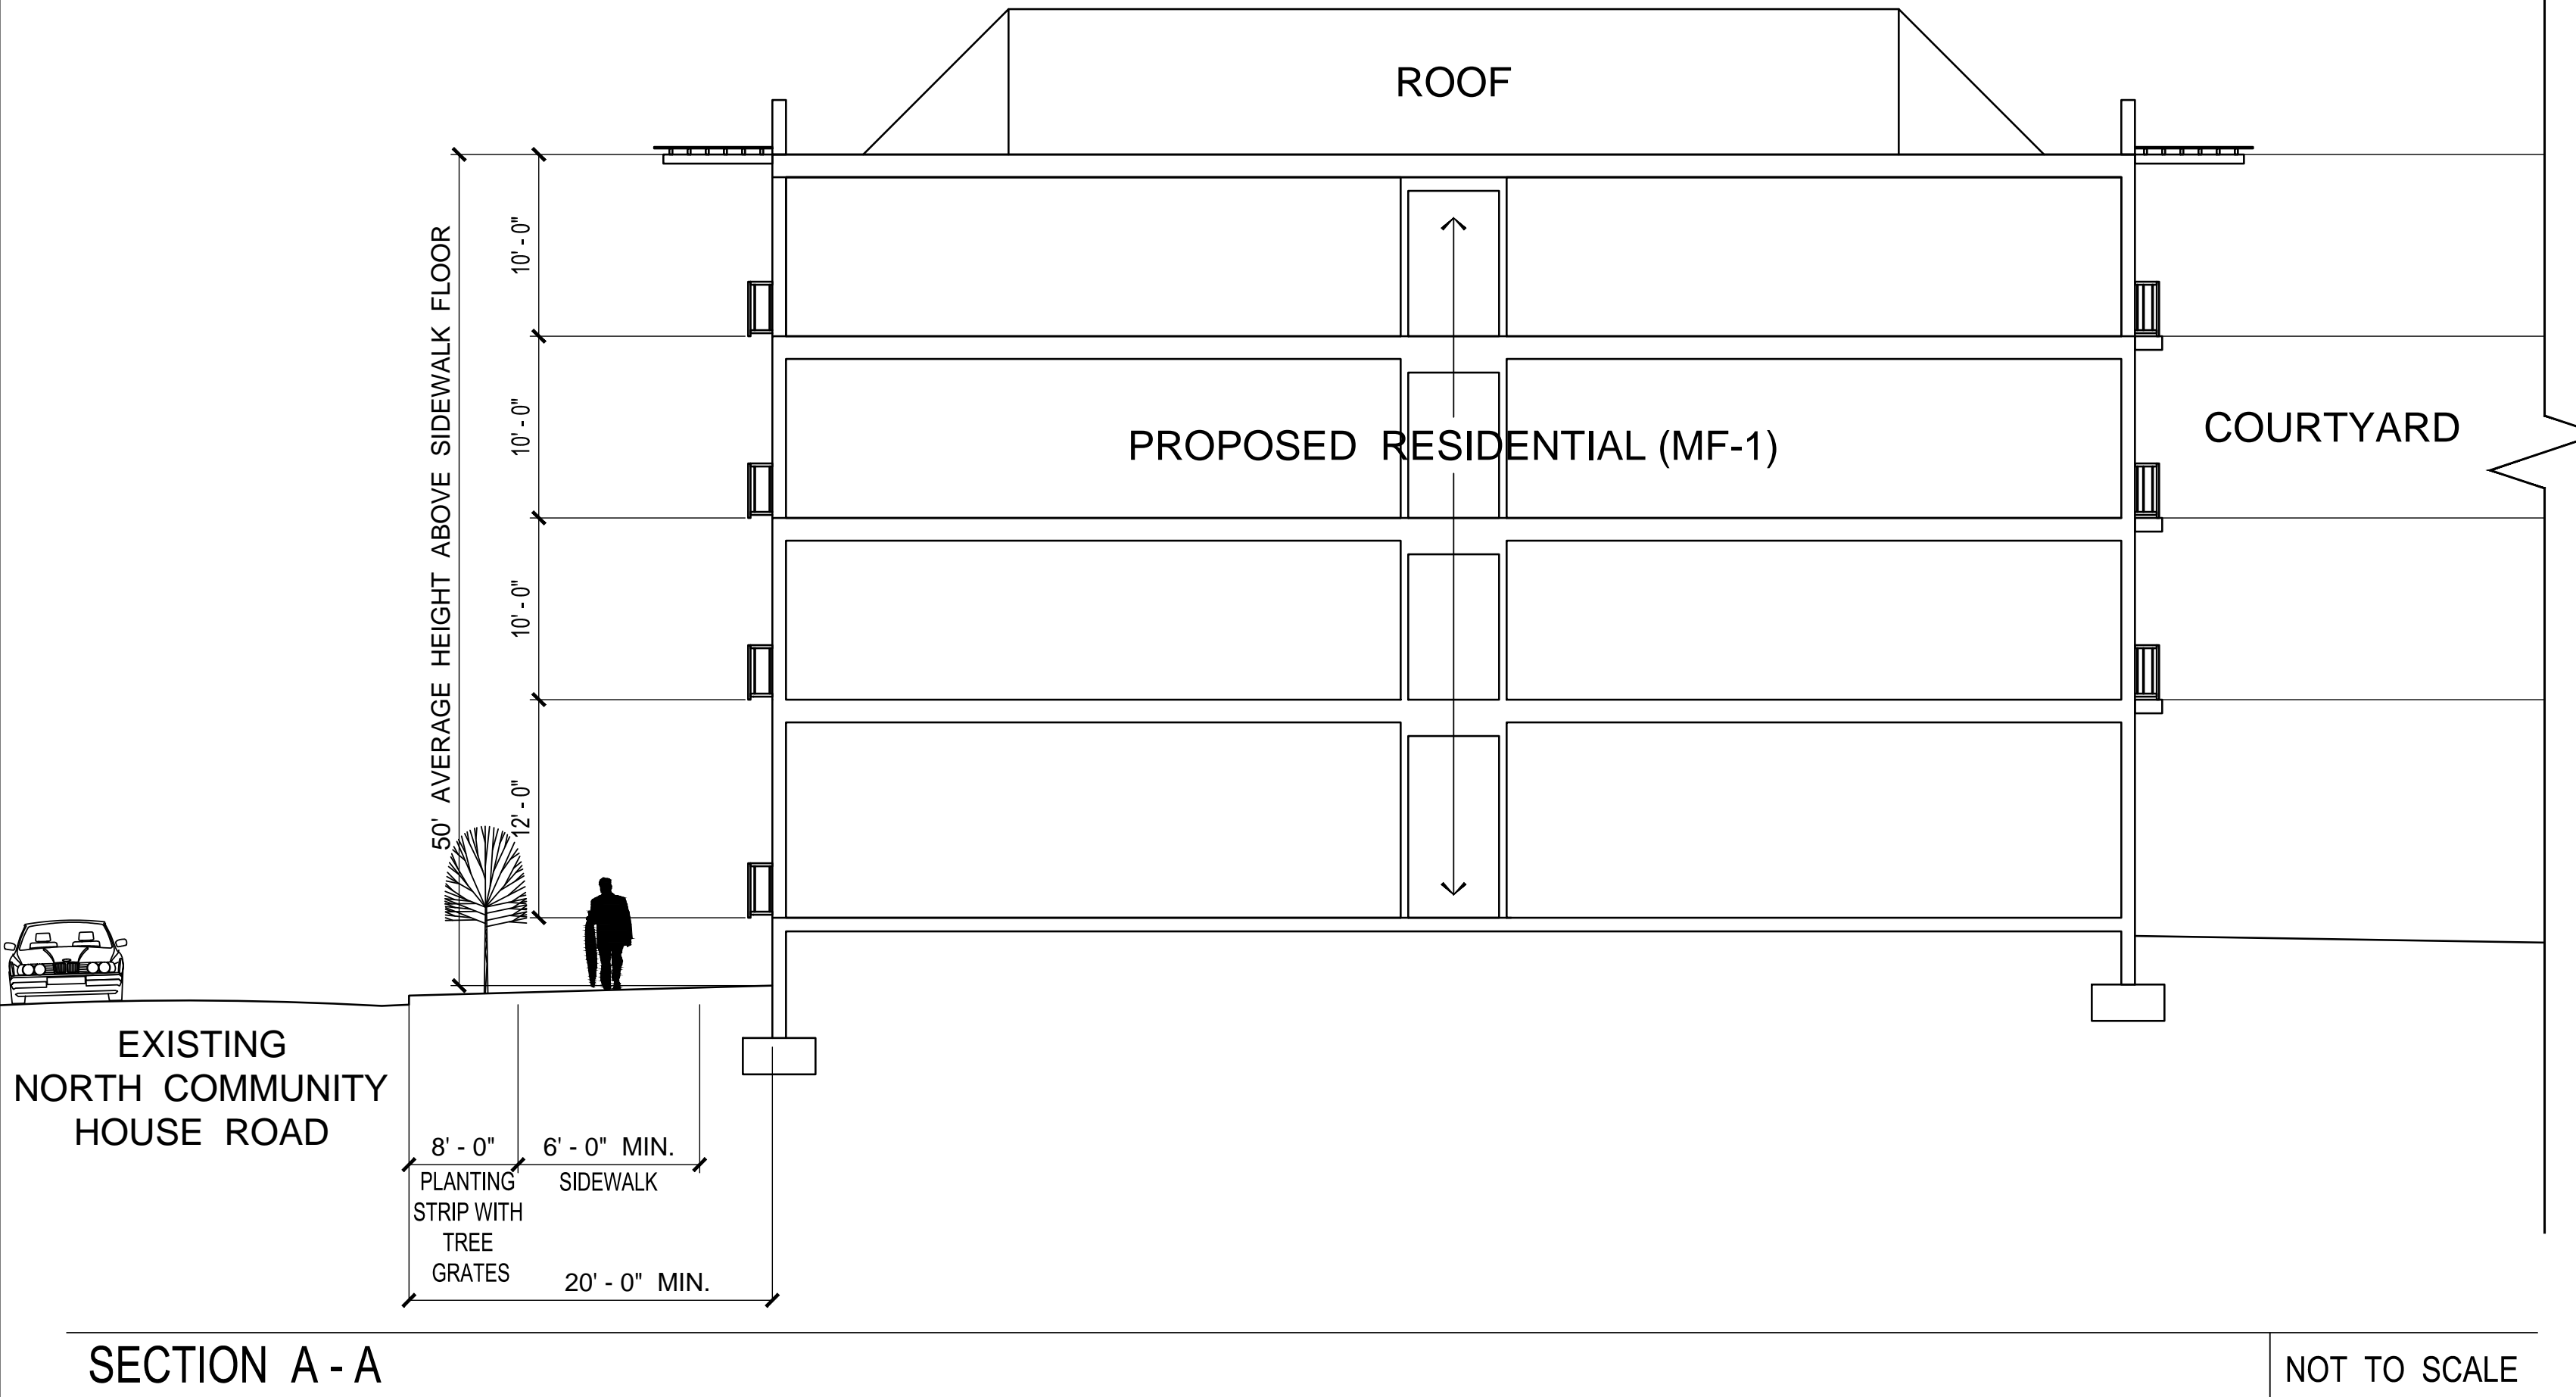 ROOF
50' AVERAGE HEIGHT ABOVE SIDEWALK FLOOR
10' - 0"
10' - 0"
10' - 0"
12' - 0"
PROPOSED RESIDENTIAL (MF-1)
COURTYARD
EXISTING
NORTH COMMUNITY
HOUSE ROAD
8' - 0"
PLANTING
STRIP WITH
TREE
GRATES
6' - 0" MIN.
SIDEWALK
20' - 0" MIN.
SECTION A - A
NOT TO SCALE